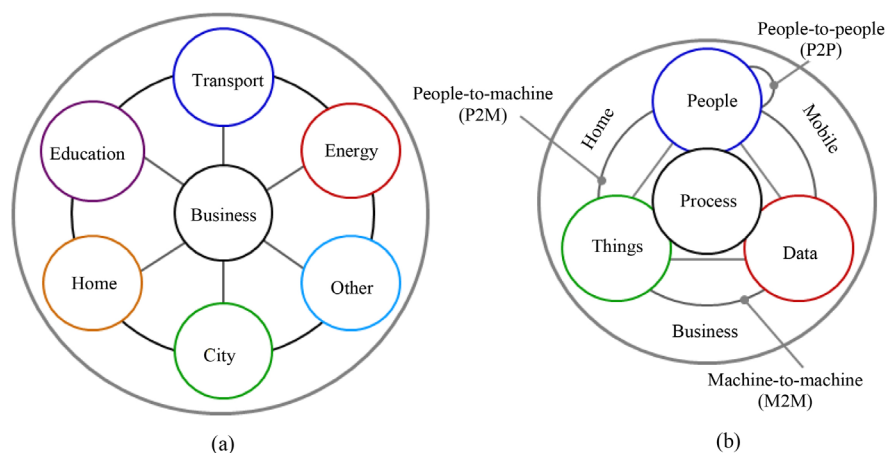 Transport
Education
Energy
Business
Home
Other
City
(a)
People-to-people
(P2P)
People-to-machine
(P2M)
People
Home
Mobile
Process
Things
Data
Business
Machine-to-machine
(M2M)
(b)